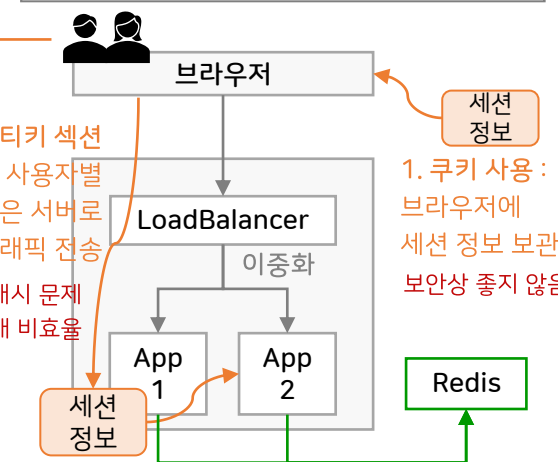 브라우저
세션
정보
티키 섹션
사용자별
은 서버로
래픽 전송
1. 쿠키 사용 :
브라우저에
세션 정보 보관
보안상 좋지 않음
LoadBalancer
이중화
해시 문제
비효율
App
1
App
2
Redis
세션
정보